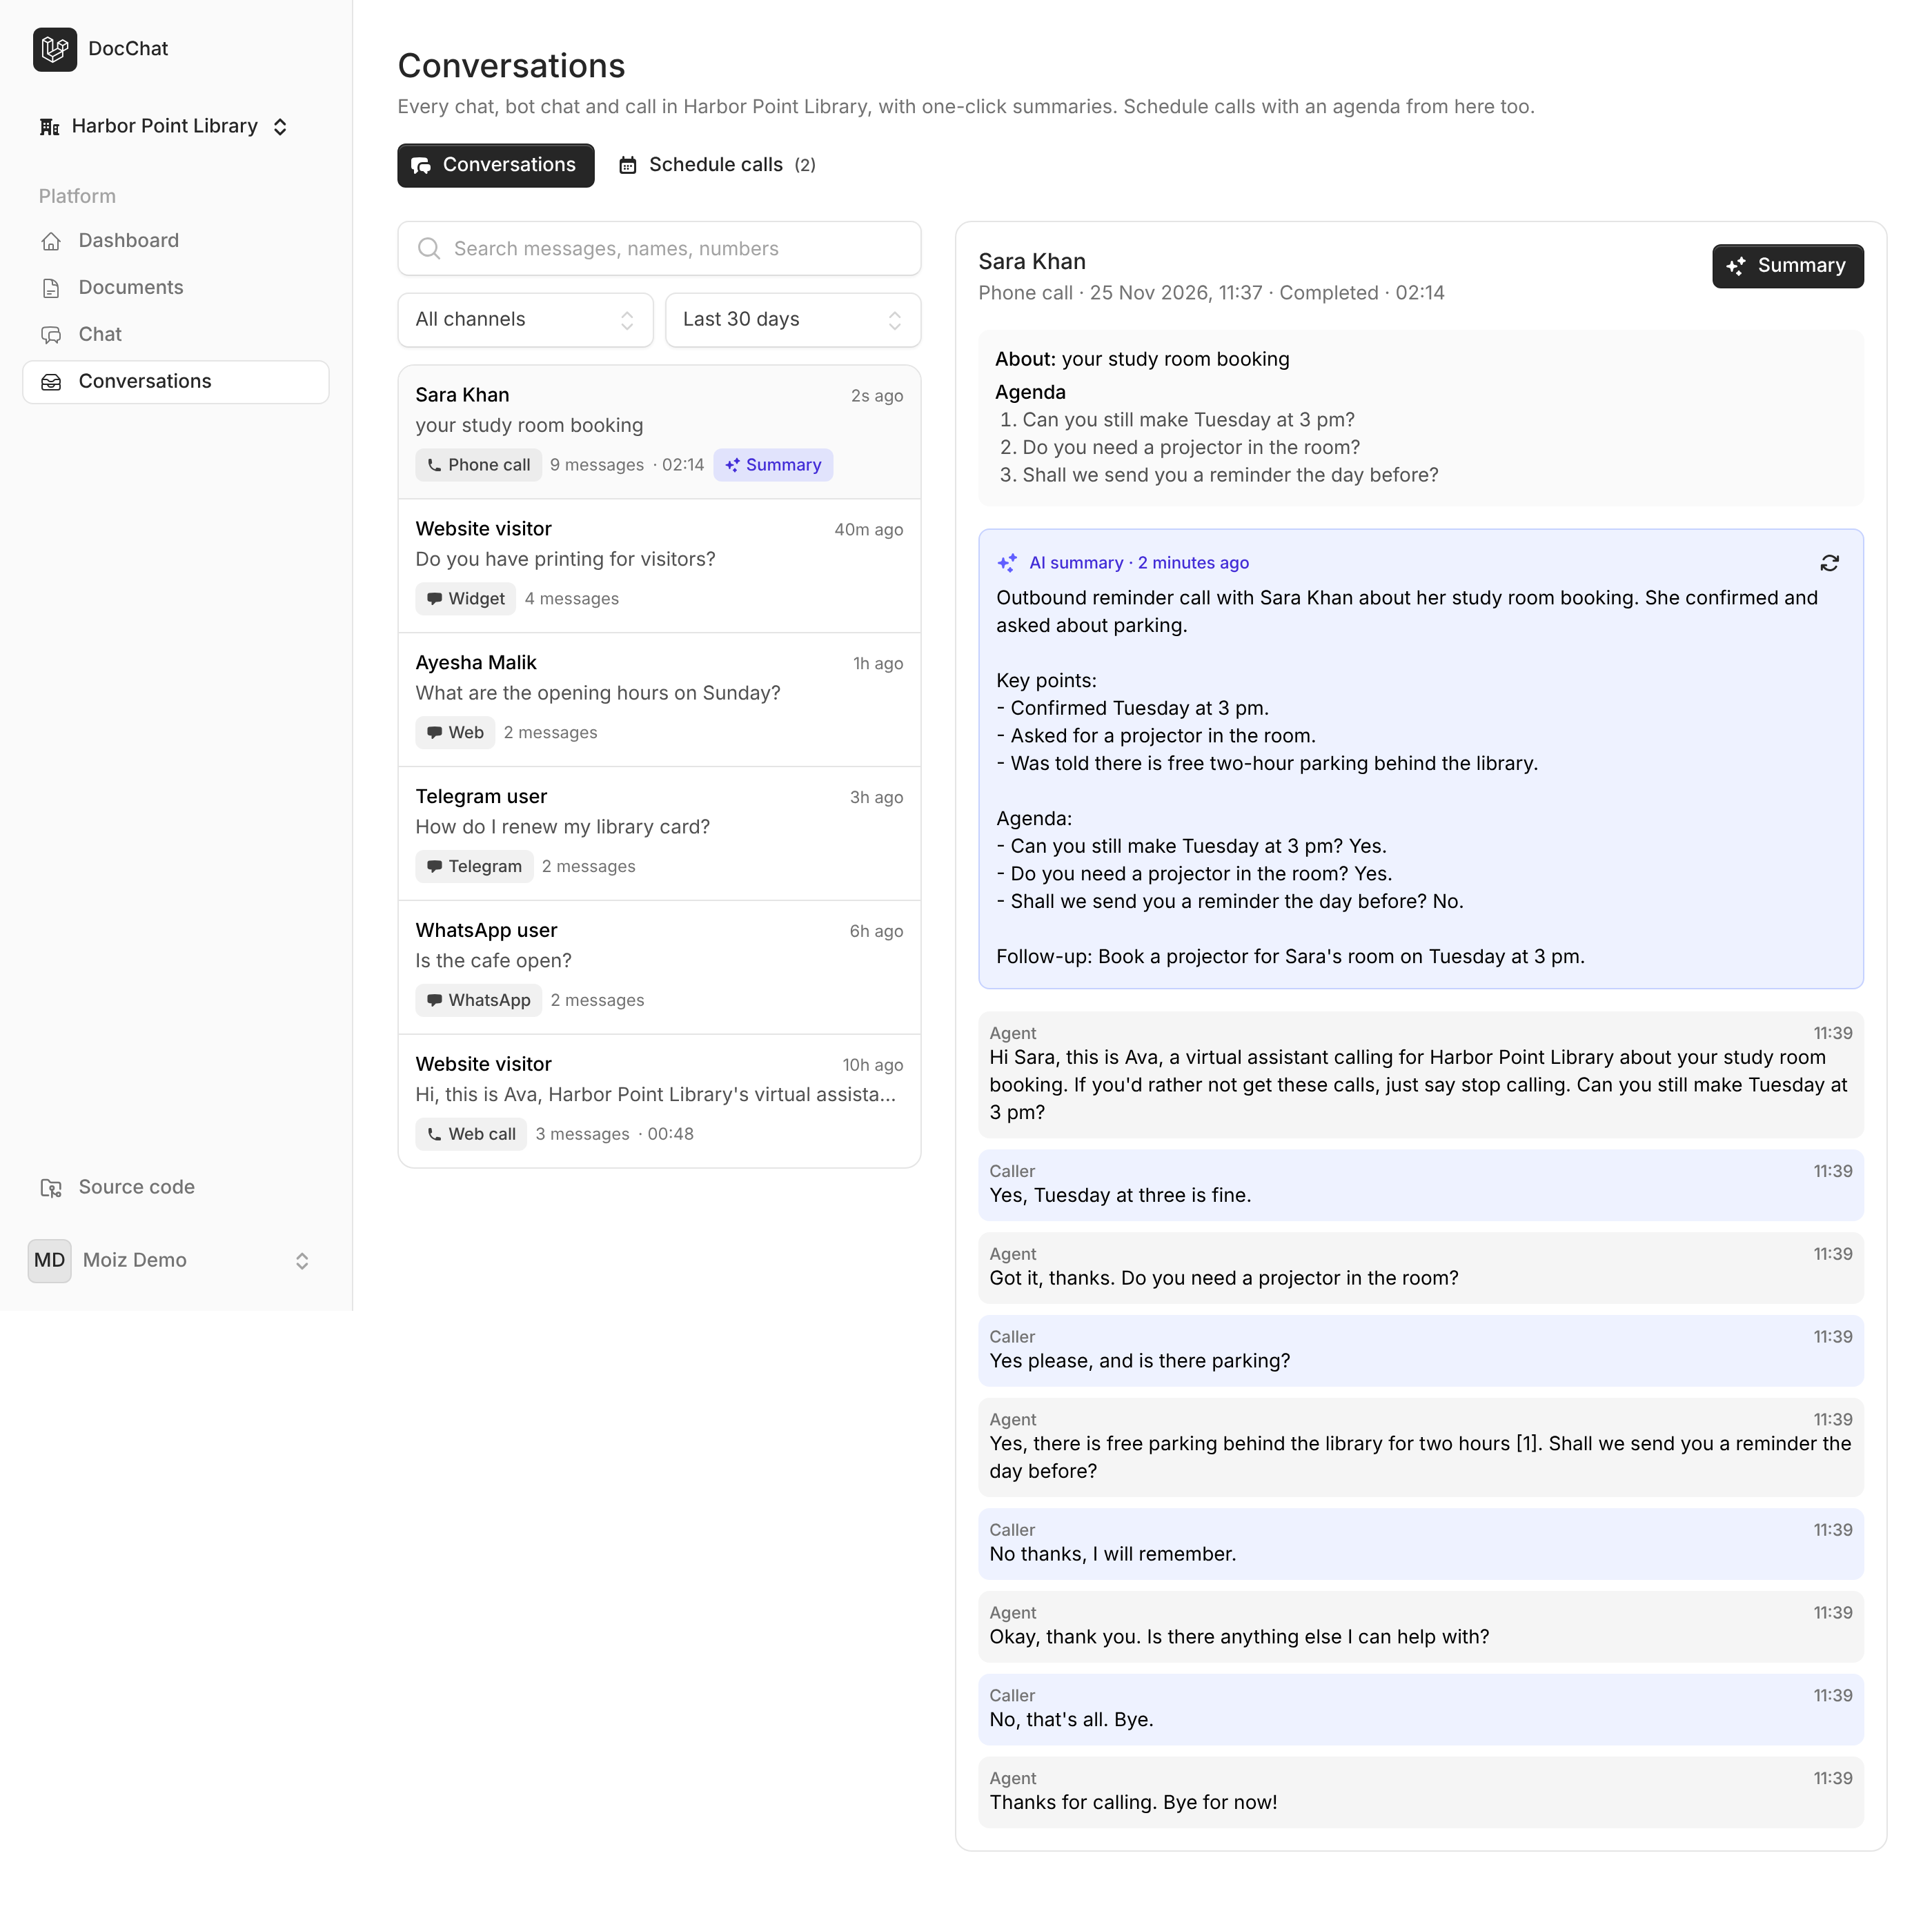 DocChat
Harbor Point Library
Platform
Dashboard
Documents
Chat
Conversations
Source code
MD Moiz Demo
Conversations
Every chat, bot chat and call in Harbor Point Library, with one-click summaries. Schedule calls with an agenda from here too.
Conversations Schedule calls (2)
Search messages, names, numbers
All channels Last 30 days
Sara Khan 2s ago
your study room booking
Phone call 9 messages · 02:14 Summary
Website visitor 40m ago
Do you have printing for visitors?
Widget 4 messages
Ayesha Malik 1h ago
What are the opening hours on Sunday?
Web 2 messages
Telegram user 3h ago
How do I renew my library card?
Telegram 2 messages
WhatsApp user 6h ago
Is the cafe open?
WhatsApp 2 messages
Website visitor 10h ago
Hi, this is Ava, Harbor Point Library's virtual assista...
Web call 3 messages · 00:48
Sara Khan
Phone call · 25 Nov 2026, 11:37 · Completed · 02:14
Summary
About: your study room booking
Agenda
1. Can you still make Tuesday at 3 pm?
2. Do you need a projector in the room?
3. Shall we send you a reminder the day before?
AI summary · 2 minutes ago
Outbound reminder call with Sara Khan about her study room booking. She confirmed and
asked about parking.
Key points:
- Confirmed Tuesday at 3 pm.
- Asked for a projector in the room.
- Was told there is free two-hour parking behind the library.
Agenda:
- Can you still make Tuesday at 3 pm? Yes.
- Do you need a projector in the room? Yes.
- Shall we send you a reminder the day before? No.
Follow-up: Book a projector for Sara's room on Tuesday at 3 pm.
Agent 11:39
Hi Sara, this is Ava, a virtual assistant calling for Harbor Point Library about your study room
booking. If you'd rather not get these calls, just say stop calling. Can you still make Tuesday at
3 pm?
Caller 11:39
Yes, Tuesday at three is fine.
Agent 11:39
Got it, thanks. Do you need a projector in the room?
Caller 11:39
Yes please, and is there parking?
Agent 11:39
Yes, there is free parking behind the library for two hours [1]. Shall we send you a reminder the
day before?
Caller 11:39
No thanks, I will remember.
Agent 11:39
Okay, thank you. Is there anything else I can help with?
Caller 11:39
No, that's all. Bye.
Agent 11:39
Thanks for calling. Bye for now!